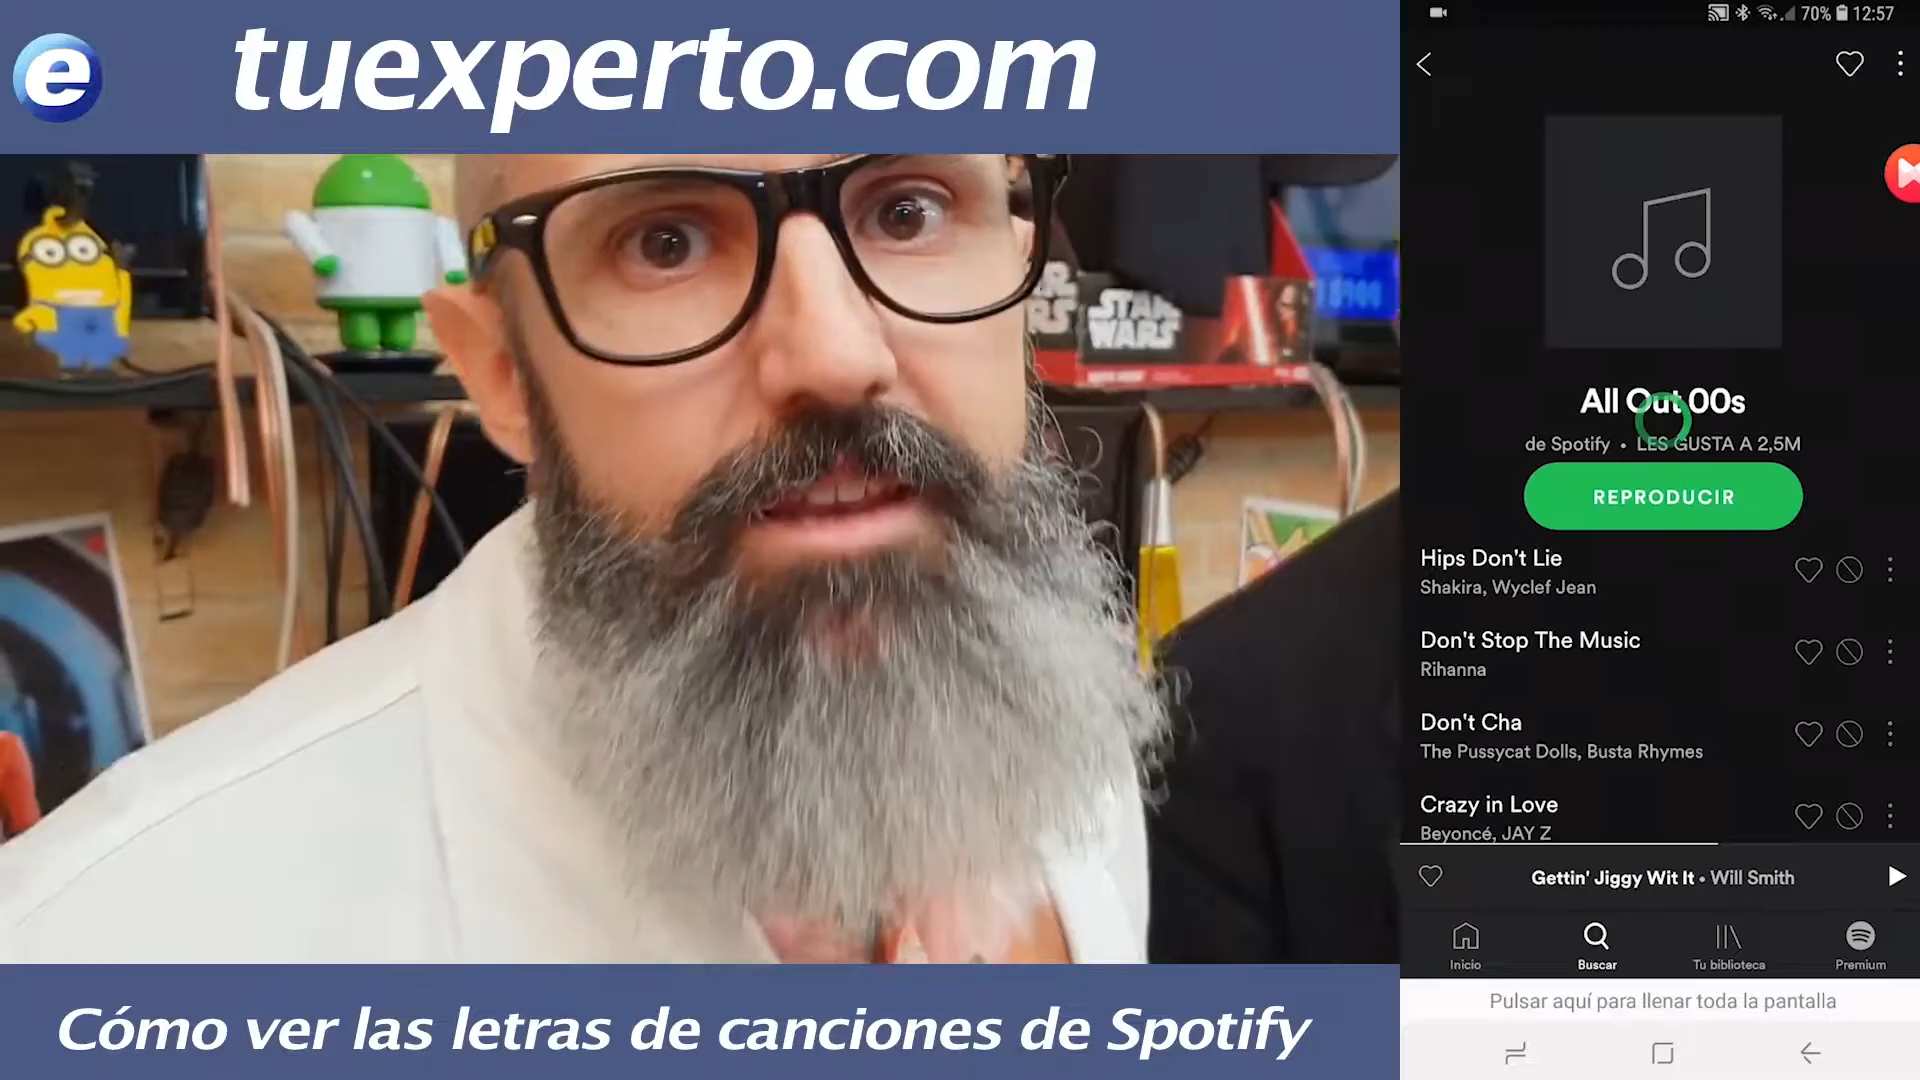 e
tuexperto.com
STAR
WARS
Cómo ver las letras de canciones de Spotify
70% 12:57
All Out 00s
de Spotify • LES GUSTA A 2,5M
REPRODUCIR
Hips Don't Lie
Shakira, Wyclef Jean
Don't Stop The Music
Rihanna
Don't Cha
The Pussycat Dolls, Busta Rhymes
Crazy in Love
Beyoncé, JAY Z
Gettin' Jiggy Wit It • Will Smith
Inicio
Buscar
Tu biblioteca
Premium
Pulsar aquí para llenar toda la pantalla